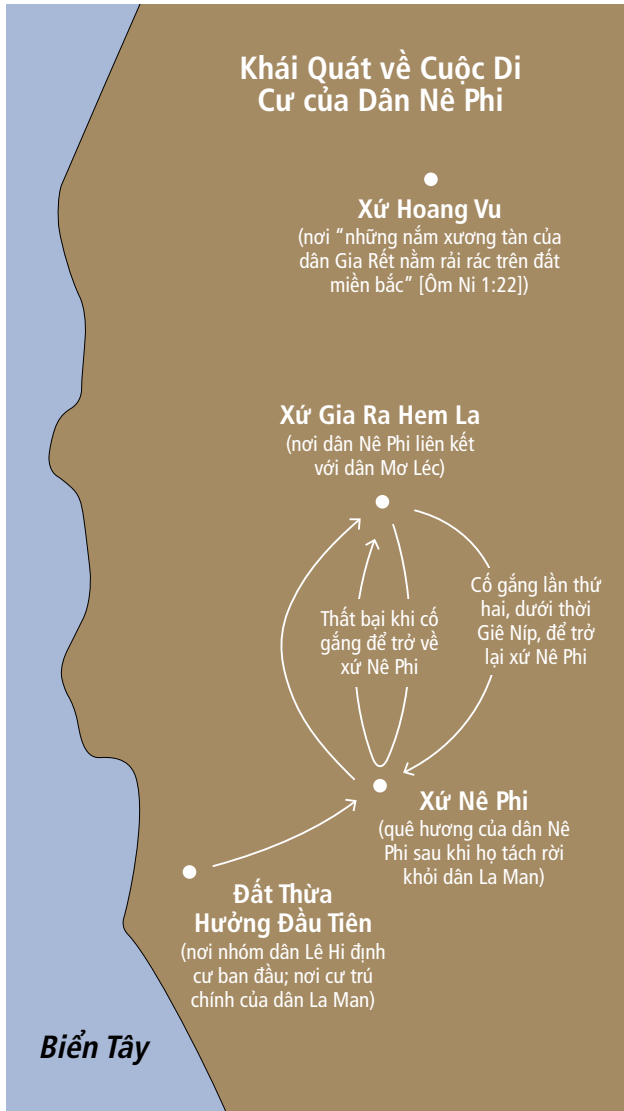 Khái Quát về Cuộc Di
Cư của Dân Nê Phi
Xứ Hoang Vu
(nơi “những nắm xương tàn của
dân Gia Rết nằm rải rác trên đất
miền bắc” [Ôm Ni 1:22])
Xứ Gia Ra Hem La
(nơi dân Nê Phi liên kết
với dân Mơ Léc)
Thất bại khi cố
gắng để trở về
xứ Nê Phi
Cố gắng lần thứ
hai, dưới thời
Giê Níp, để trở
lại xứ Nê Phi
Xứ Nê Phi
(quê hương của dân Nê
Phi sau khi họ tách rời
khỏi dân La Man)
Đất Thừa
Hưởng Đầu Tiên
(nơi nhóm dân Lê Hi định
cư ban đầu; nơi cư trú
chính của dân La Man)
Biển Tây